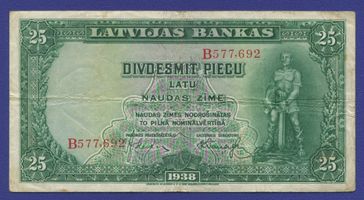 25 LATVIJAS BANKAS 25
B577,692
DIVDESMIT PIECU
LATU
NAUDAS ZĪME
NAUDAS ZĪMES NODROŠINĀTAS
TO PILNĀ NOMINĀLVĒRTĪBĀ.
B577,692
25 1938 25